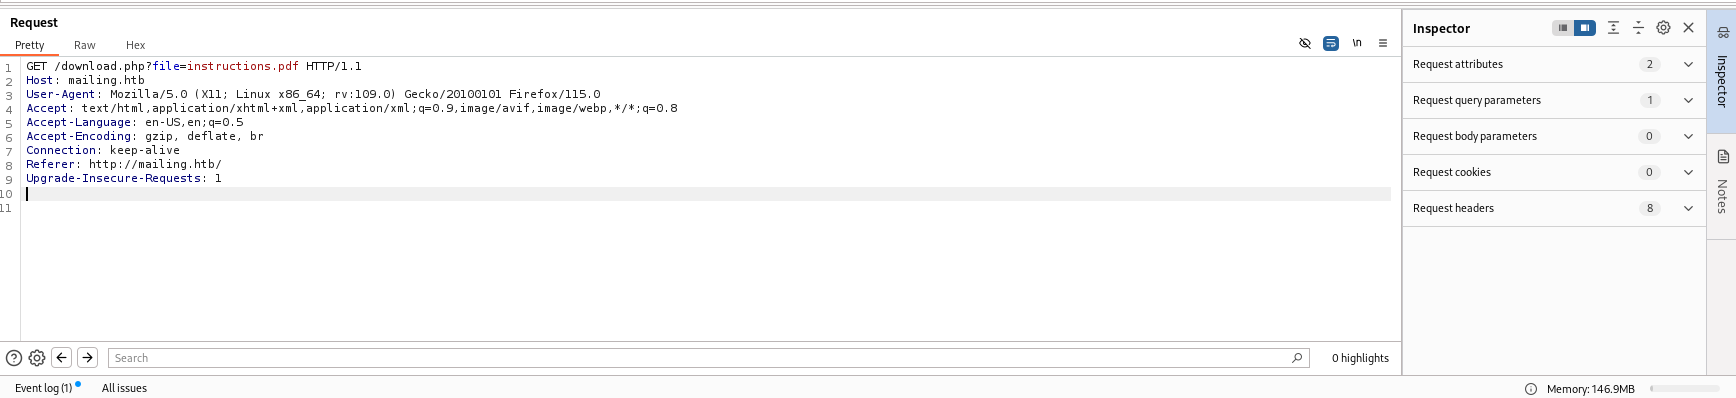 Request
Pretty Raw Hex
\n
1 GET /download.php?file=instructions.pdf HTTP/1.1
2 Host: mailing.htb
3 User-Agent: Mozilla/5.0 (X11; Linux x86_64; rv:109.0) Gecko/20100101 Firefox/115.0
4 Accept: text/html,application/xhtml+xml,application/xml;q=0.9,image/avif,image/webp,*/*;q=0.8
5 Accept-Language: en-US,en;q=0.5
6 Accept-Encoding: gzip, deflate, br
7 Connection: keep-alive
8 Referer: http://mailing.htb/
9 Upgrade-Insecure-Requests: 1
10
11
Search
0 highlights
Inspector
Request attributes 2
Request query parameters 1
Request body parameters 0
Request cookies 0
Request headers 8
Inspector
Notes
Event log (1) All issues
Memory: 146.9MB